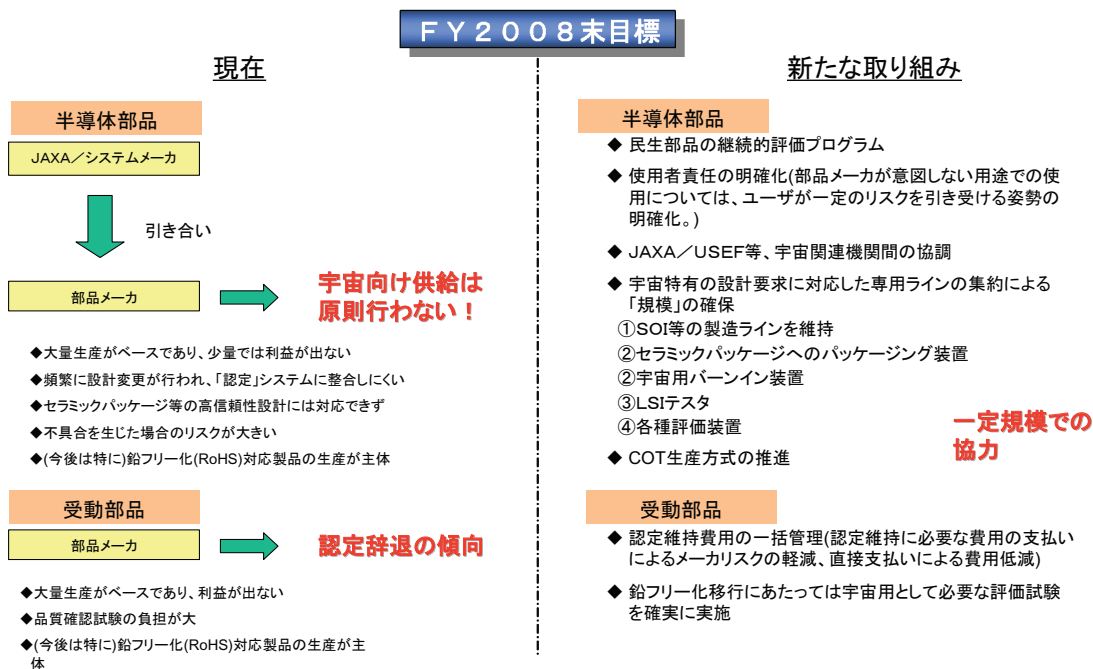 ＦＹ２００８末目標
現在
半導体部品
JAXA／システムメーカ
引き合い
部品メーカ
宇宙向け供給は
原則行わない！
◆大量生産がベースであり、少量では利益が出ない
◆頻繁に設計変更が行われ、「認定」システムに整合しにくい
◆セラミックパッケージ等の高信頼性設計には対応できず
◆不具合を生じた場合のリスクが大きい
◆(今後は特に)鉛フリー化(RoHS)対応製品の生産が主体
受動部品
部品メーカ
認定辞退の傾向
◆大量生産がベースであり、利益が出ない
◆品質確認試験の負担が大
◆(今後は特に)鉛フリー化(RoHS)対応製品の生産が主
体
新たな取り組み
半導体部品
◆ 民生部品の継続的評価プログラム
◆ 使用者責任の明確化(部品メーカが意図しない用途での使
用については、ユーザが一定のリスクを引き受ける姿勢の
明確化。)
◆ JAXA／USEF等、宇宙関連機関間の協調
◆ 宇宙特有の設計要求に対応した専用ラインの集約による
「規模」の確保
①SOI等の製造ラインを維持
②セラミックパッケージへのパッケージング装置
②宇宙用バーンイン装置
③LSIテスタ
④各種評価装置
一定規模での
協力
◆ COT生産方式の推進
受動部品
◆ 認定維持費用の一括管理(認定維持に必要な費用の支払い
によるメーカリスクの軽減、直接支払いによる費用低減)
◆ 鉛フリー化移行にあたっては宇宙用として必要な評価試験
を確実に実施